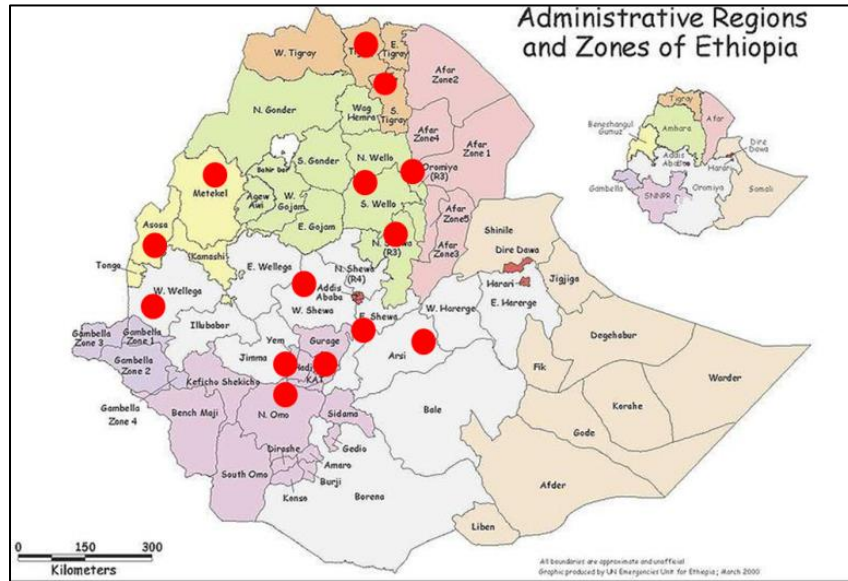 Administrative Regions
and Zones of Ethiopia
W. Tigray
E.
Tigray
S.
Tigray
Afar
Zone2
N. Gonder
Wag
Hemra
Afar
Zone4
Afar
Zone 1
S. Gonder
N. Wello
Oromiya
(R3)
Bahir Dar
Metekel
Agew
Awi
W.
Gojam
S. Wello
E. Gojam
Afar
Zone5
Afar
Zone3
Asosa
Kamashi
Tongo
N. Shewa
(R3)
Shinile
Dire Dawa
Jigjiga
Harari
E. Harerge
W. Harerge
W. Wellega
E. Wellega
N. Shewa
(R4)
Addis
Ababa
W. Shewa
E. Shewa
Arsi
Illubabor
Jimma
Yem
Gurage
KAT
Gambella
Zone 3
Gambella
Zone 1
Gambella
Zone 2
Gambella
Zone 4
Keficho Shekicho
Bench Maji
N. Omo
Sidama
Gedio
Amaro
Burji
Dirashe
Konso
South Omo
Borena
Bale
Fik
Degehabur
Warder
Korahe
Gode
Afder
Liben
Tigray
Afar
Amhara
Beneshangul
Gumuz
Addis
Ababa
Dire
Dawa
Harari
Gambella
SNNPR
Oromiya
Somali
0 150 300
Kilometers
All boundaries are approximate and unofficial
Graphic produced by UN Emergencies Unit for Ethiopia; March 2000